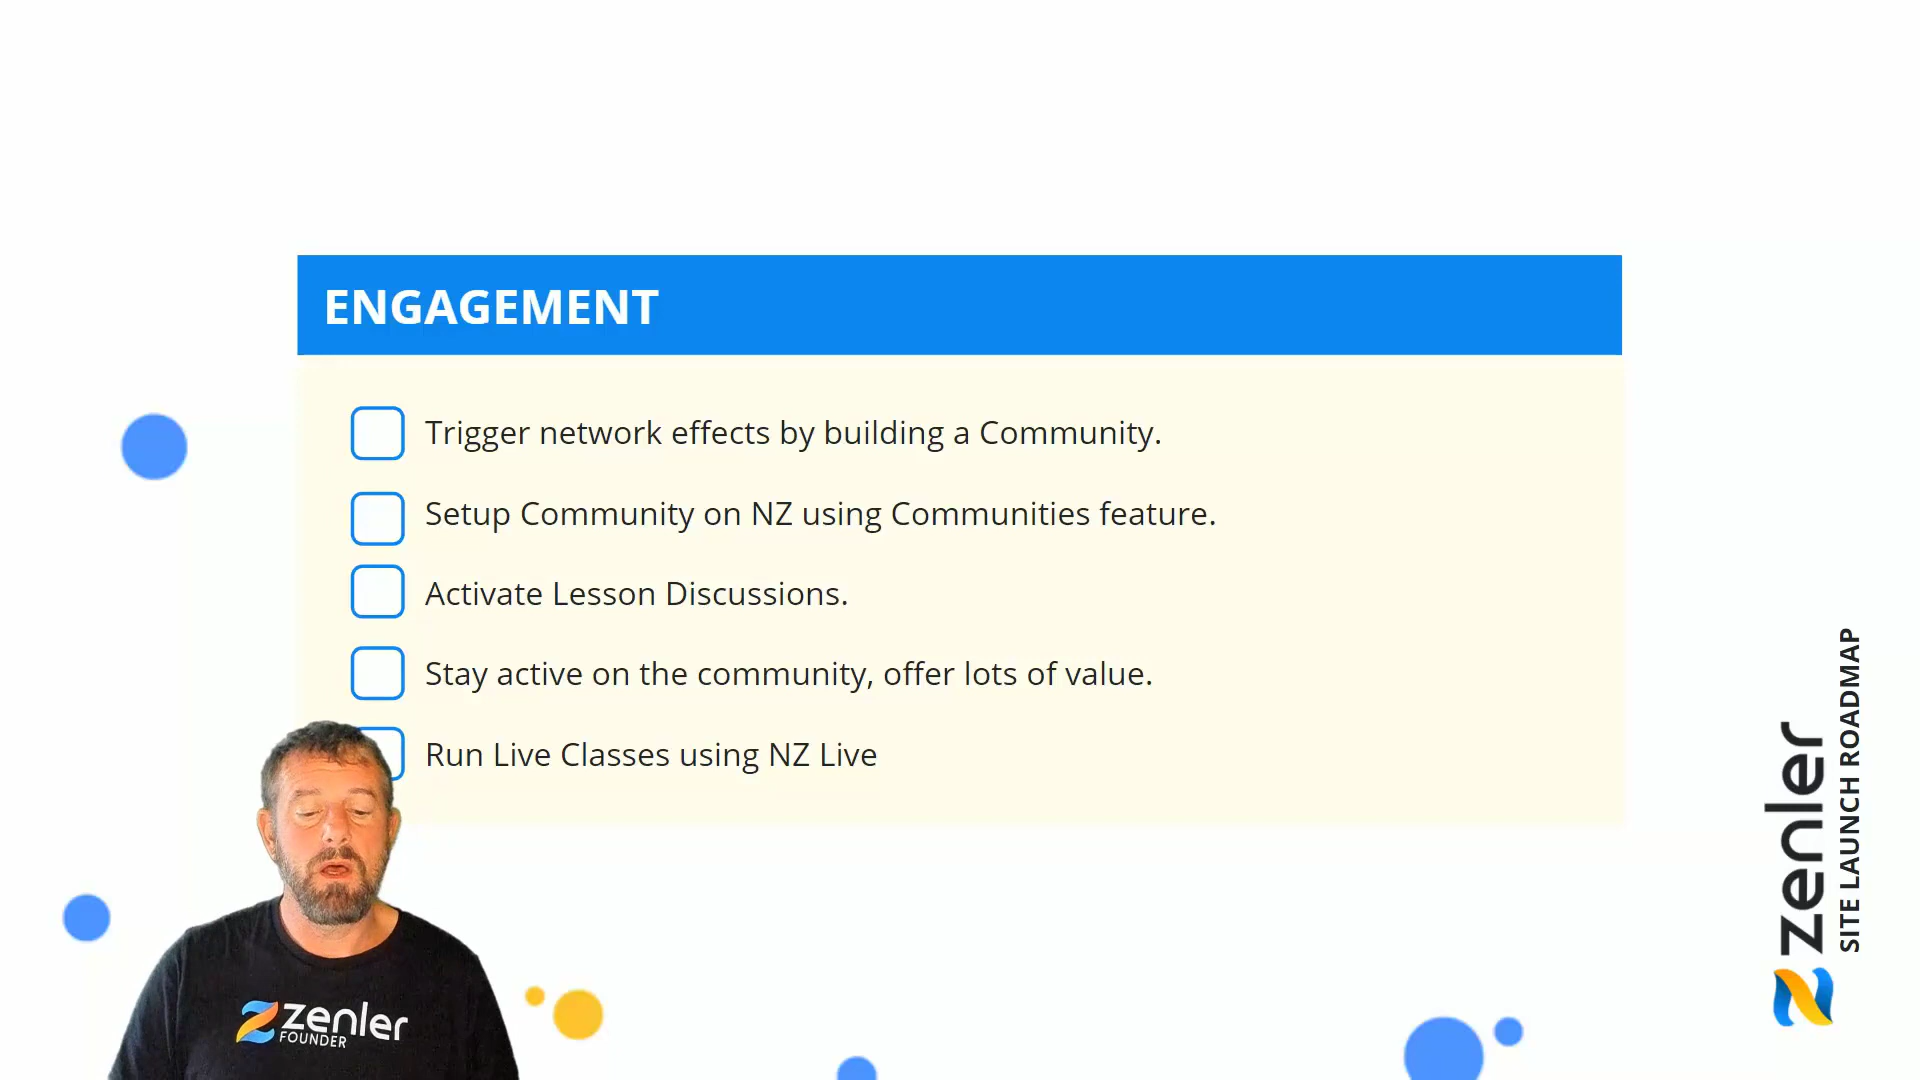 ENGAGEMENT
Trigger network effects by building a Community.
Setup Community on NZ using Communities feature.
Activate Lesson Discussions.
Stay active on the community, offer lots of value.
Run Live Classes using NZ Live
zenler
FOUNDER
zenler
SITE LAUNCH ROADMAP